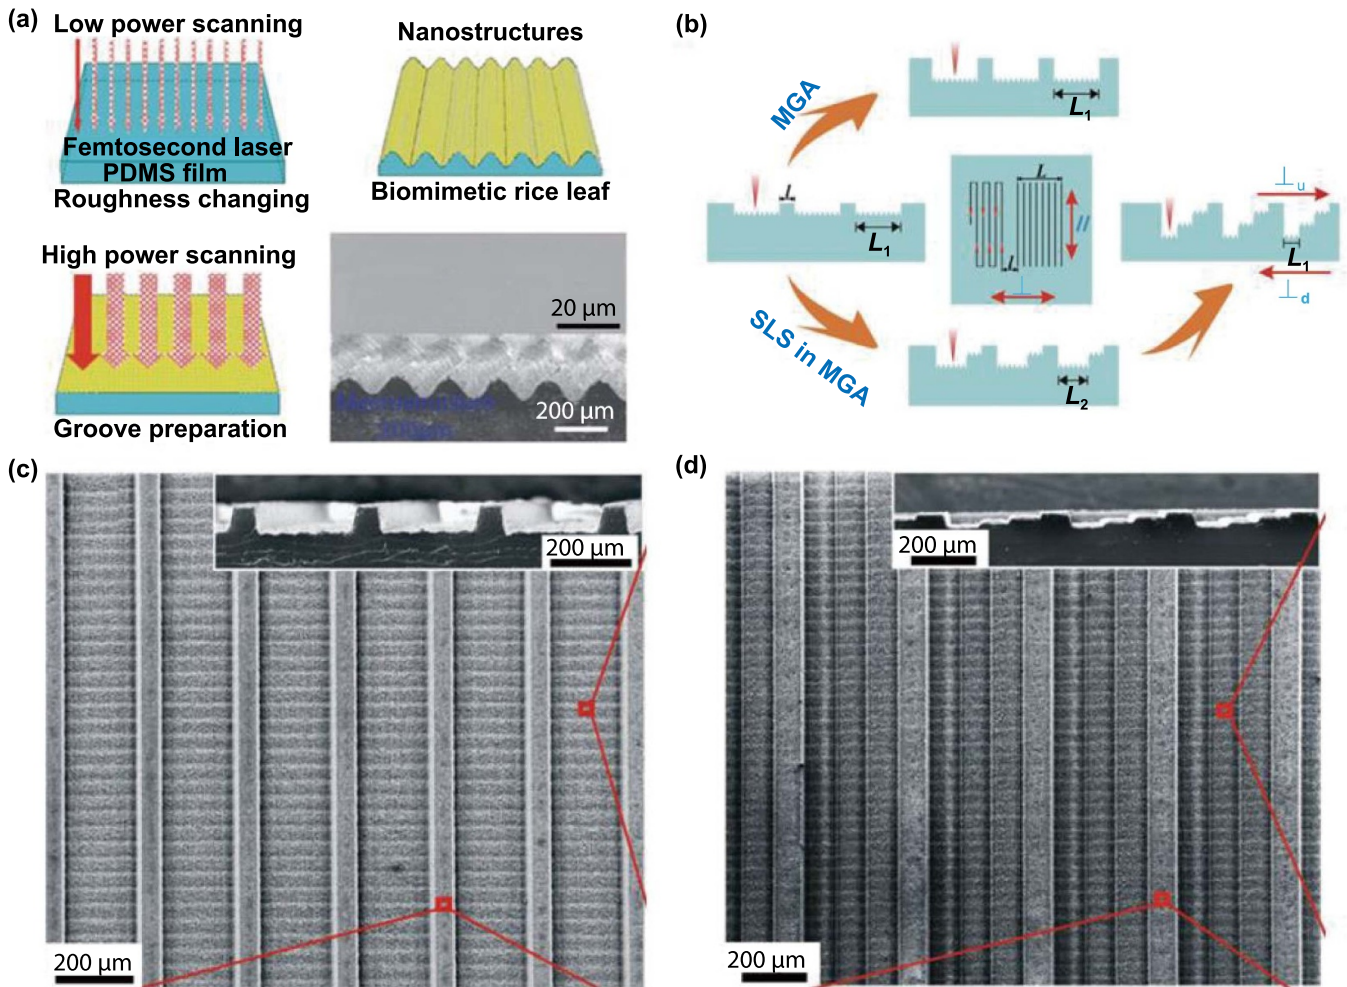 (a)
Low power scanning
Femtosecond laser
PDMS film
Roughness changing
Nanostructures
Biomimetic rice leaf
High power scanning
Groove preparation
20 μm
200 μm
(b)
MGA
SLS in MGA
L1
l
L1
L
l
//
⊥
L2
⊥u
L1
⊥d
(c)
200 μm
200 μm
(d)
200 μm
200 μm